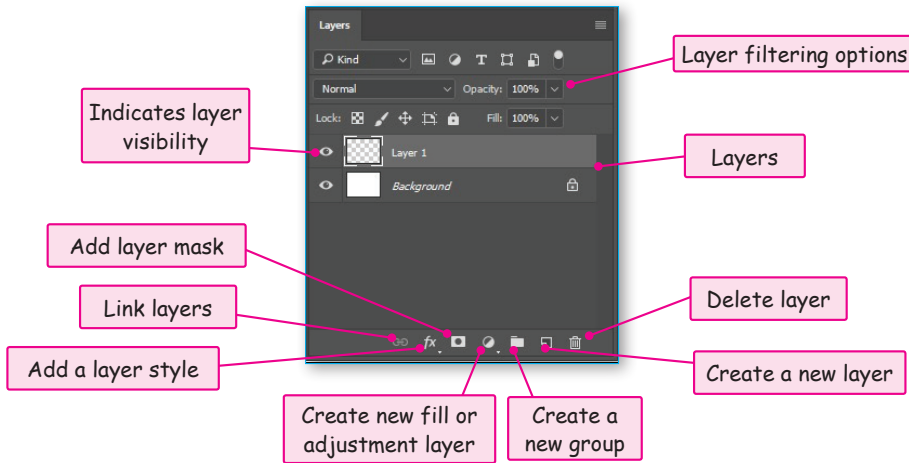 Layers
Kind
T
Layer filtering options
Normal
Opacity: 100%
Indicates layer
visibility
Lock:
Fill: 100%
Layer 1
Layers
Background
Add layer mask
Link layers
Delete layer
fx
Add a layer style
Create a new layer
Create new fill or
adjustment layer
Create a
new group